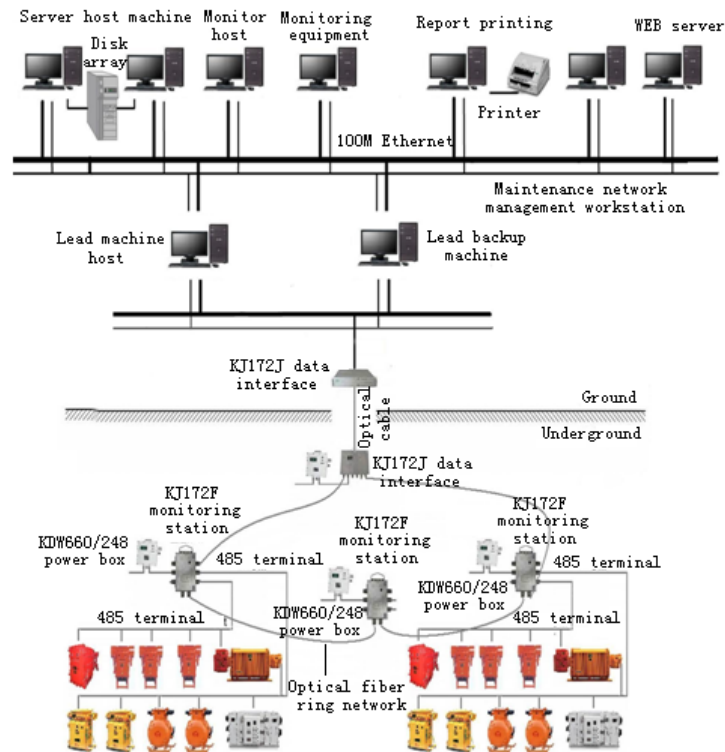 Server host machine
Disk
array
Monitor
host
Monitoring
equipment
Report printing
WEB server
Printer
100M Ethernet
Maintenance network
management workstation
Lead machine
host
Lead backup
machine
KJ172J data
interface
Optical
cable
Ground
Underground
KJ172J data
interface
KJ172F
monitoring
station
KDW660/248
power box
485 terminal
485 terminal
KJ172F
monitoring
station
KDW660/248
power box
KJ172F
monitoring
station
KDW660/248
power box
485 terminal
485 terminal
Optical fiber
ring network